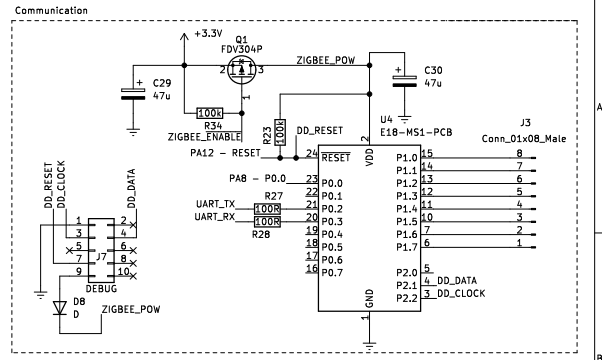 Communication
+3.3V
Q1
FDV304P
2
3
ZIGBEE_POW
1
+
C29
47u
+
C30
47u
A
100k
R34
ZIGBEE_ENABLE
R23
100k
DD_RESET
PA12 - RESET
U4
E18-MS1-PCB
J3
Conn_01x08_Male
2
VDD
24 RESET
P1.0 15 8
P1.1 14 7
PA8 - P0.0
23 P0.0
P1.2 13 6
22 P0.1
P1.3 12 5
UART_TX
R27
100R
21 P0.2
P1.4 11 4
UART_RX
100R
R28
20 P0.3
P1.5 10 3
19 P0.4
P1.6 7 2
18 P0.5
P1.7 6 1
17 P0.6
16 P0.7
P2.0 5
P2.1 4 DD_DATA
P2.2 3 DD_CLOCK
GND
1
DD_RESET
DD_CLOCK
DD_DATA
1 2
3 4
5 6
J7
7 8
9 10
DEBUG
D8
D
ZIGBEE_POW
B